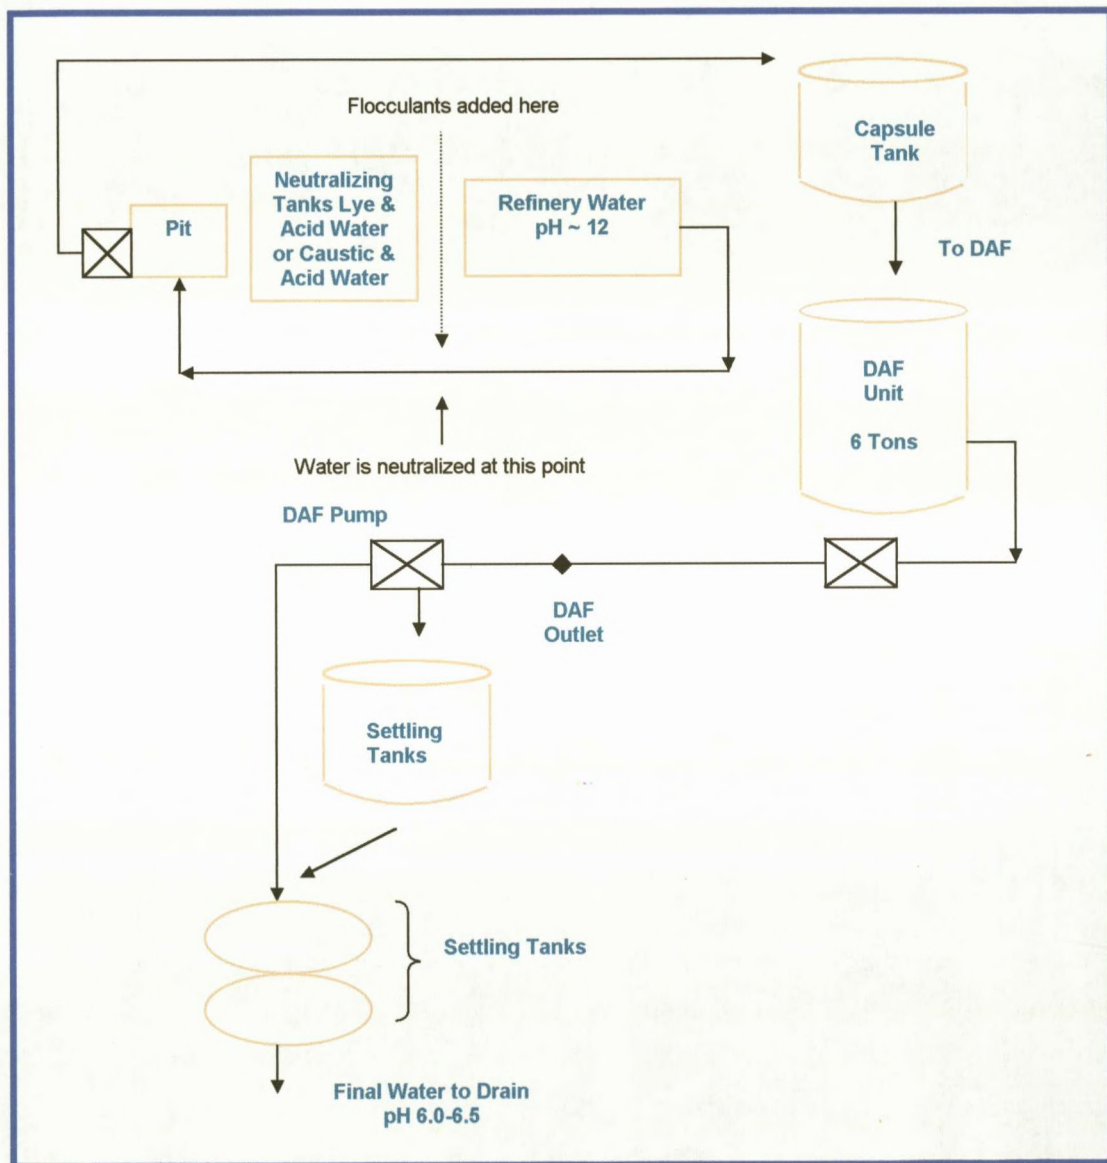 Flocculants added here
Capsule
Tank
Neutralizing
Tanks Lye &
Acid Water
or Caustic &
Acid Water
Refinery Water
pH ~ 12
Pit
To DAF
DAF
Unit
6 Tons
Water is neutralized at this point
DAF Pump
DAF
Outlet
Settling
Tanks
Settling Tanks
Final Water to Drain
pH 6.0-6.5